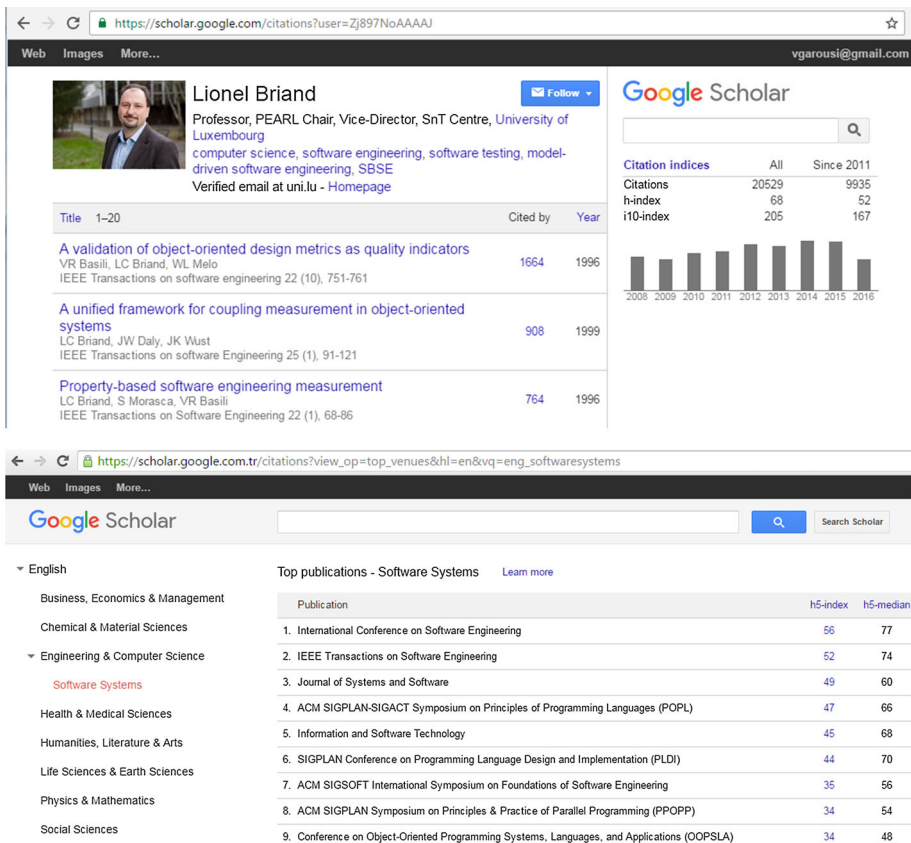 https://scholar.google.com/citations?user=Zj897NoAAAAJ
Web Images More... vgarousi@gmail.com
Lionel Briand
Follow
Professor, PEARL Chair, Vice-Director, SnT Centre, University of
Luxembourg
computer science, software engineering, software testing, model-
driven software engineering, SBSE
Verified email at uni.lu - Homepage
Title 1–20 Cited by Year
A validation of object-oriented design metrics as quality indicators
VR Basili, LC Briand, WL Melo
IEEE Transactions on software engineering 22 (10), 751-761
1664 1996
A unified framework for coupling measurement in object-oriented
systems
LC Briand, JW Daly, JK Wust
IEEE Transactions on software Engineering 25 (1), 91-121
908 1999
Property-based software engineering measurement
LC Briand, S Morasca, VR Basili
IEEE Transactions on Software Engineering 22 (1), 68-86
764 1996
Google Scholar
Citation indices All Since 2011
Citations 20529 9935
h-index 68 52
i10-index 205 167
2008 2009 2010 2011 2012 2013 2014 2015 2016
https://scholar.google.com.tr/citations?view_op=top_venues&hl=en&vq=eng_softwaresystems
Web Images More...
Google Scholar
Search Scholar
English
Business, Economics & Management
Chemical & Material Sciences
Engineering & Computer Science
Software Systems
Health & Medical Sciences
Humanities, Literature & Arts
Life Sciences & Earth Sciences
Physics & Mathematics
Social Sciences
Top publications - Software Systems Learn more
Publication h5-index h5-median
1. International Conference on Software Engineering 56 77
2. IEEE Transactions on Software Engineering 52 74
3. Journal of Systems and Software 49 60
4. ACM SIGPLAN-SIGACT Symposium on Principles of Programming Languages (POPL) 47 66
5. Information and Software Technology 45 68
6. SIGPLAN Conference on Programming Language Design and Implementation (PLDI) 44 70
7. ACM SIGSOFT International Symposium on Foundations of Software Engineering 35 56
8. ACM SIGPLAN Symposium on Principles & Practice of Parallel Programming (PPOPP) 34 54
9. Conference on Object-Oriented Programming Systems, Languages, and Applications (OOPSLA) 34 48